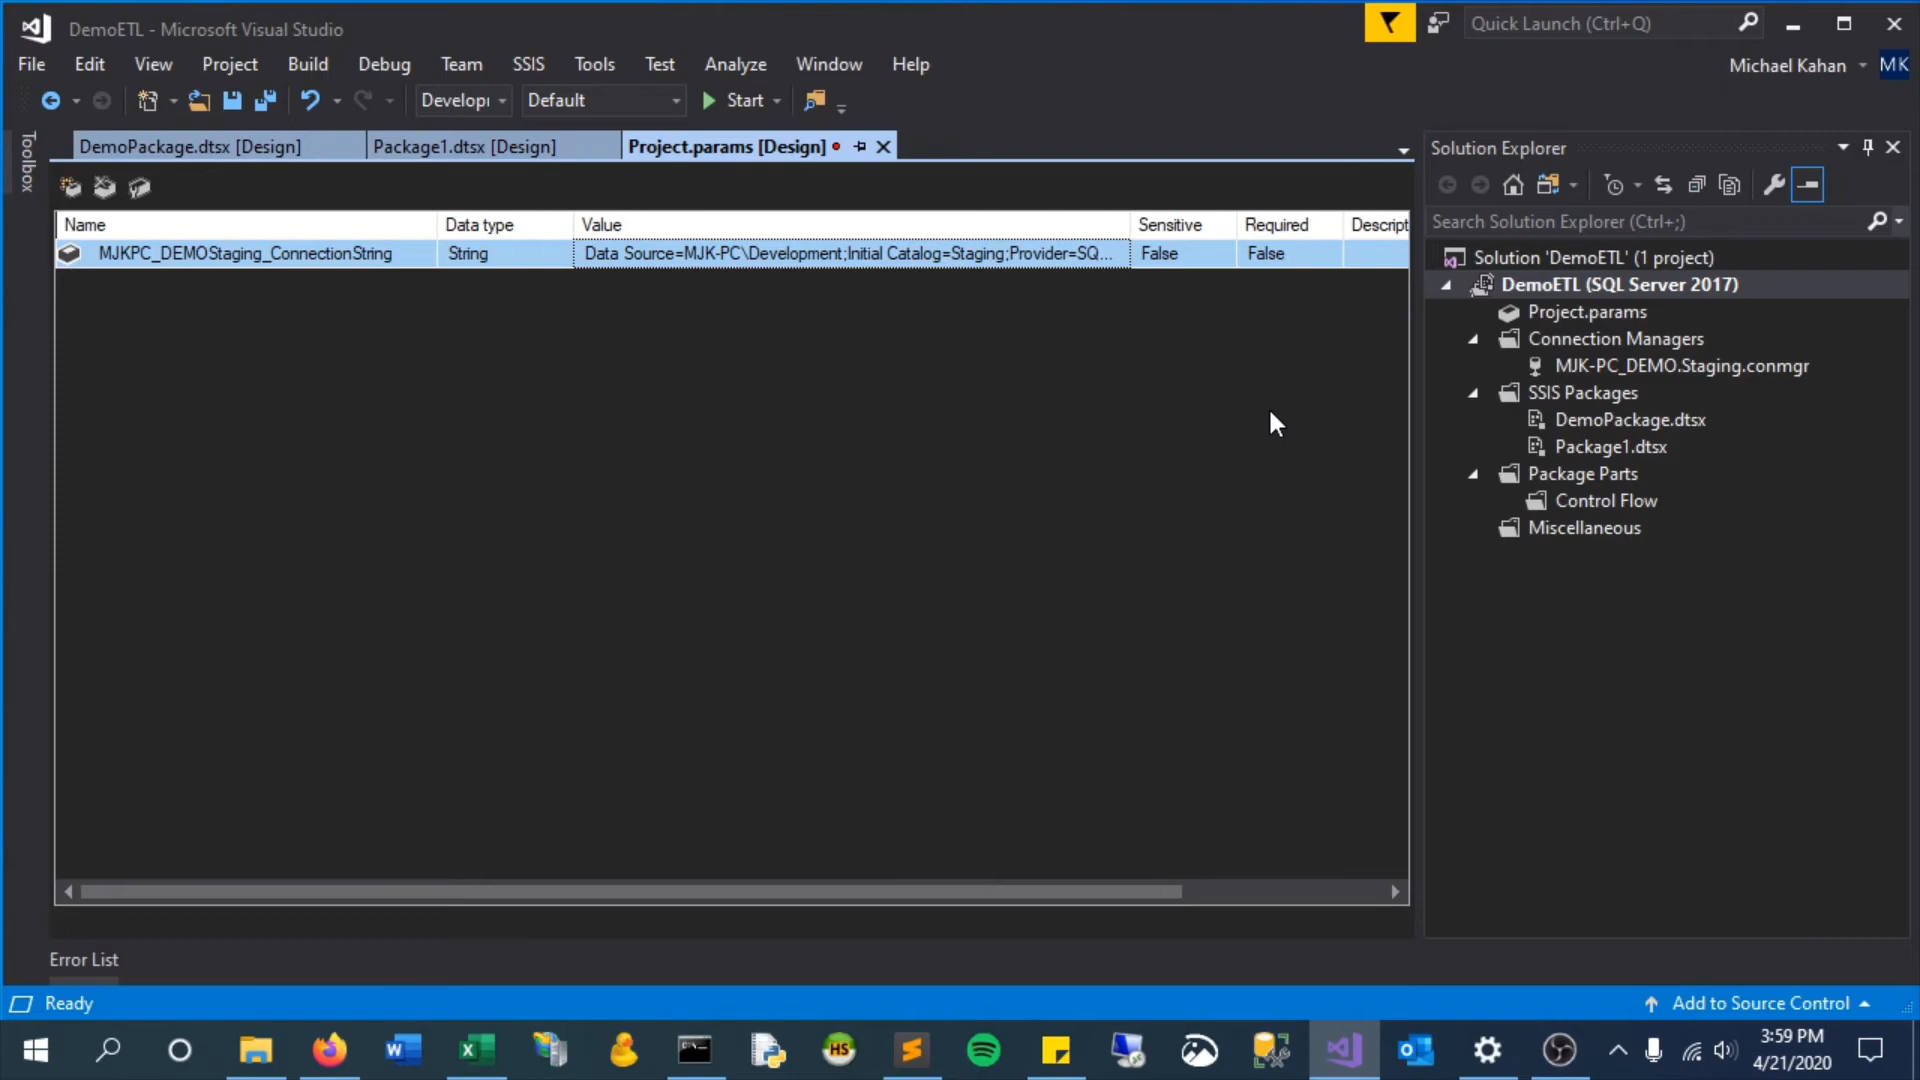 DemoETL - Microsoft Visual Studio
Quick Launch (Ctrl+Q)
File Edit View Project Build Debug Team SSIS Tools Test Analyze Window Help
Michael Kahan MK
Developi Default Start
Toolbox
DemoPackage.dtsx [Design] Package1.dtsx [Design] Project.params [Design]
Name Data type Value Sensitive Required Descript
MJKPC_DEMOStaging_ConnectionString String Data Source=MJK-PC\Development;Initial Catalog=Staging;Provider=SQ... False False
Solution Explorer
Search Solution Explorer (Ctrl+;)
Solution 'DemoETL' (1 project)
DemoETL (SQL Server 2017)
Project.params
Connection Managers
MJK-PC_DEMO.Staging.conmgr
SSIS Packages
DemoPackage.dtsx
Package1.dtsx
Package Parts
Control Flow
Miscellaneous
Error List
Ready
Add to Source Control
HS
3:59 PM
4/21/2020